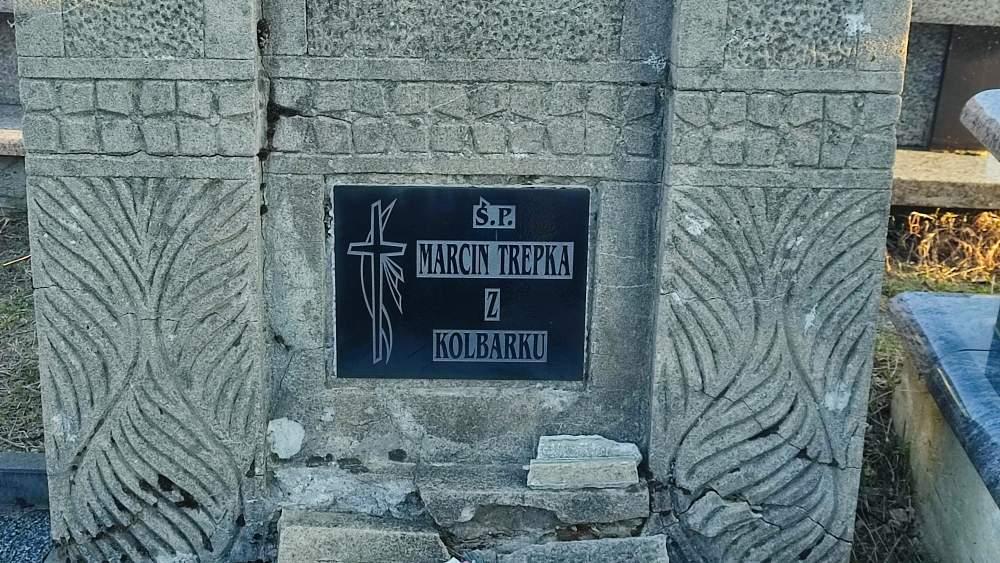 Ś.P.
MARCIN TREPKA
Z
KOLBARKU